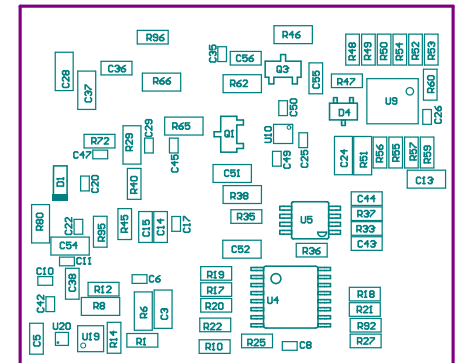 R96
R46
C35
C56
R48
R49
R50
R54
R52
R53
C28
C36
Q3
C37
R66
R62
C55
R47
R60
U9
C50
D4
C26
R65
Q1
U10
R72
R29
C29
C45
C25
C47
C49
C24
R51
R56
R55
R57
R59
C51
C13
D1
C20
R40
R38
C44
R80
R45
C15
C14
C17
R35
U5
R37
C22
R95
R33
C54
C52
R36
C43
C11
C10
C38
C6
R19
R12
R17
R18
C42
R8
R6
C3
R20
U4
R21
R22
R92
C5
U20
U19
R14
R1
R10
R25
C8
R27